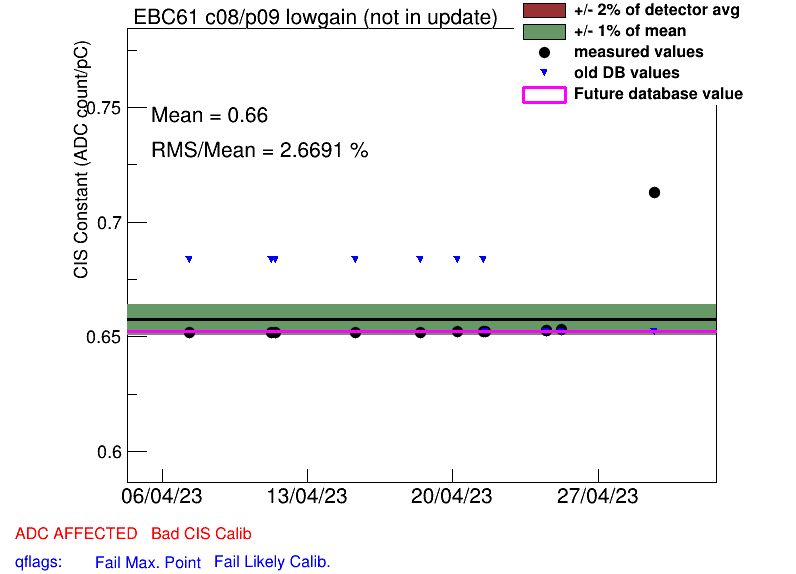 EBC61 c08/p09 lowgain (not in update)
+/- 2% of detector avg
+/- 1% of mean
measured values
old DB values
Future database value
CIS Constant (ADC count/pC)
Mean = 0.66
RMS/Mean = 2.6691 %
0.75
0.7
0.65
0.6
06/04/23 13/04/23 20/04/23 27/04/23
ADC AFFECTED Bad CIS Calib
qflags: Fail Max. Point Fail Likely Calib.